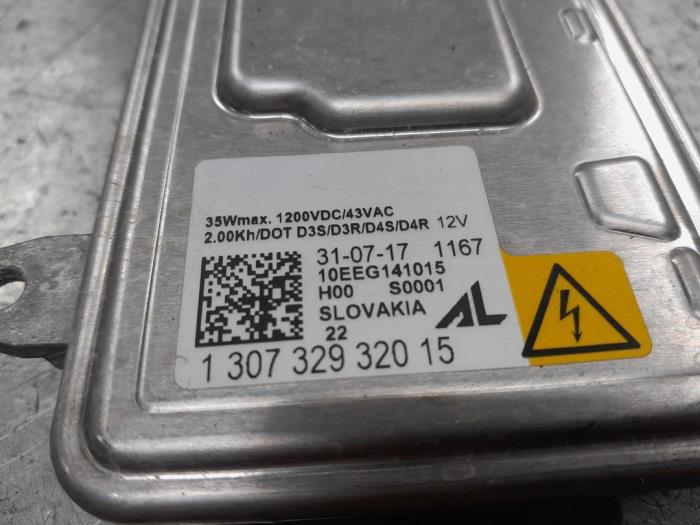 35Wmax. 1200VDC/43VAC
2.00Kh/DOT D3S/D3R/D4S/D4R 12V
31-07-17 1167
10EEG141015
H00 S0001
SLOVAKIA
22
AL
1 307 329 320 15